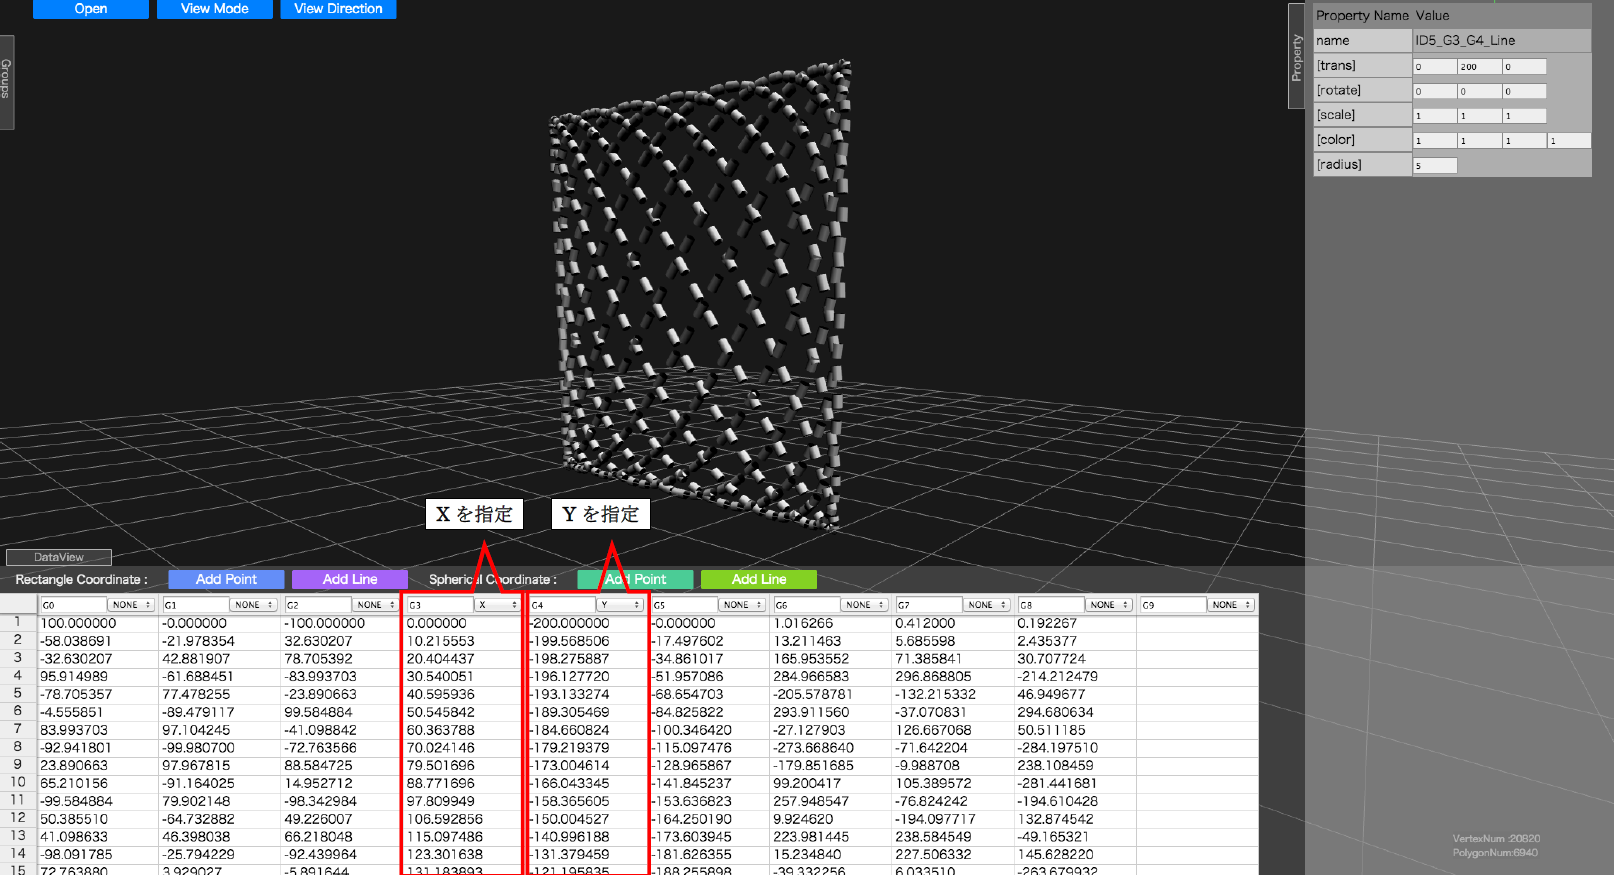 Open View Mode View Direction
Groups
Property
Property Name Value
name ID5_G3_G4_Line
[trans] 0 200 0
[rotate] 0 0 0
[scale] 1 1 1
[color] 1 1 1 1
[radius] 5
X を指定 Y を指定
DataView
Rectangle Coordinate : Add Point Add Line Spherical Coordinate : Add Point Add Line
G0 NONE G1 NONE G2 NONE G3 X G4 Y G5 NONE G6 NONE G7 NONE G8 NONE G9 NONE
1 100.000000 -0.000000 -100.000000 0.000000 -200.000000 -0.000000 1.016266 0.412000 0.192267
2 -58.038691 -21.978354 32.630207 10.215553 -199.568506 -17.497602 13.211463 5.685598 2.435377
3 -32.630207 42.881907 78.705392 20.404437 -198.275887 -34.861017 165.953552 71.385841 30.707724
4 95.914989 -61.688451 -83.993703 30.540051 -196.127720 -51.957086 284.966583 296.868805 -214.212479
5 -78.705357 77.478255 -23.890663 40.595936 -193.133274 -68.654703 -205.578781 -132.215332 46.949677
6 -4.555851 -89.479117 99.584884 50.545842 -189.305469 -84.825822 293.911560 -37.070831 294.680634
7 83.993703 97.104245 -41.098842 60.363788 -184.660824 -100.346420 -27.127903 126.667068 50.511185
8 -92.941801 -99.980700 -72.763566 70.024146 -179.219379 -115.097476 -273.668640 -71.642204 -284.197510
9 23.890663 97.967815 88.584725 79.501696 -173.004614 -128.965867 -179.851685 -9.988708 238.108459
10 65.210156 -91.164025 14.952712 88.771696 -166.043345 -141.845237 99.200417 105.389572 -281.441681
11 -99.584884 79.902148 -98.342984 97.809949 -158.365605 -153.636823 257.948547 -76.824242 -194.610428
12 50.385510 -64.732882 49.226007 106.592856 -150.004527 -164.250190 9.924620 -194.097717 132.874542
13 41.098633 46.398038 66.218048 115.097486 -140.996188 -173.603945 223.981445 238.584549 -49.165321
14 -98.091785 -25.794229 -92.439964 123.301638 -131.379459 -181.626355 15.234840 227.506332 145.628220
15 72.763880 3.929027 -5.891644 131.183893 -121.195835 -188.255898 -39.332256 6.033510 -263.679932
VertexNum :20820
PolygonNum:6940